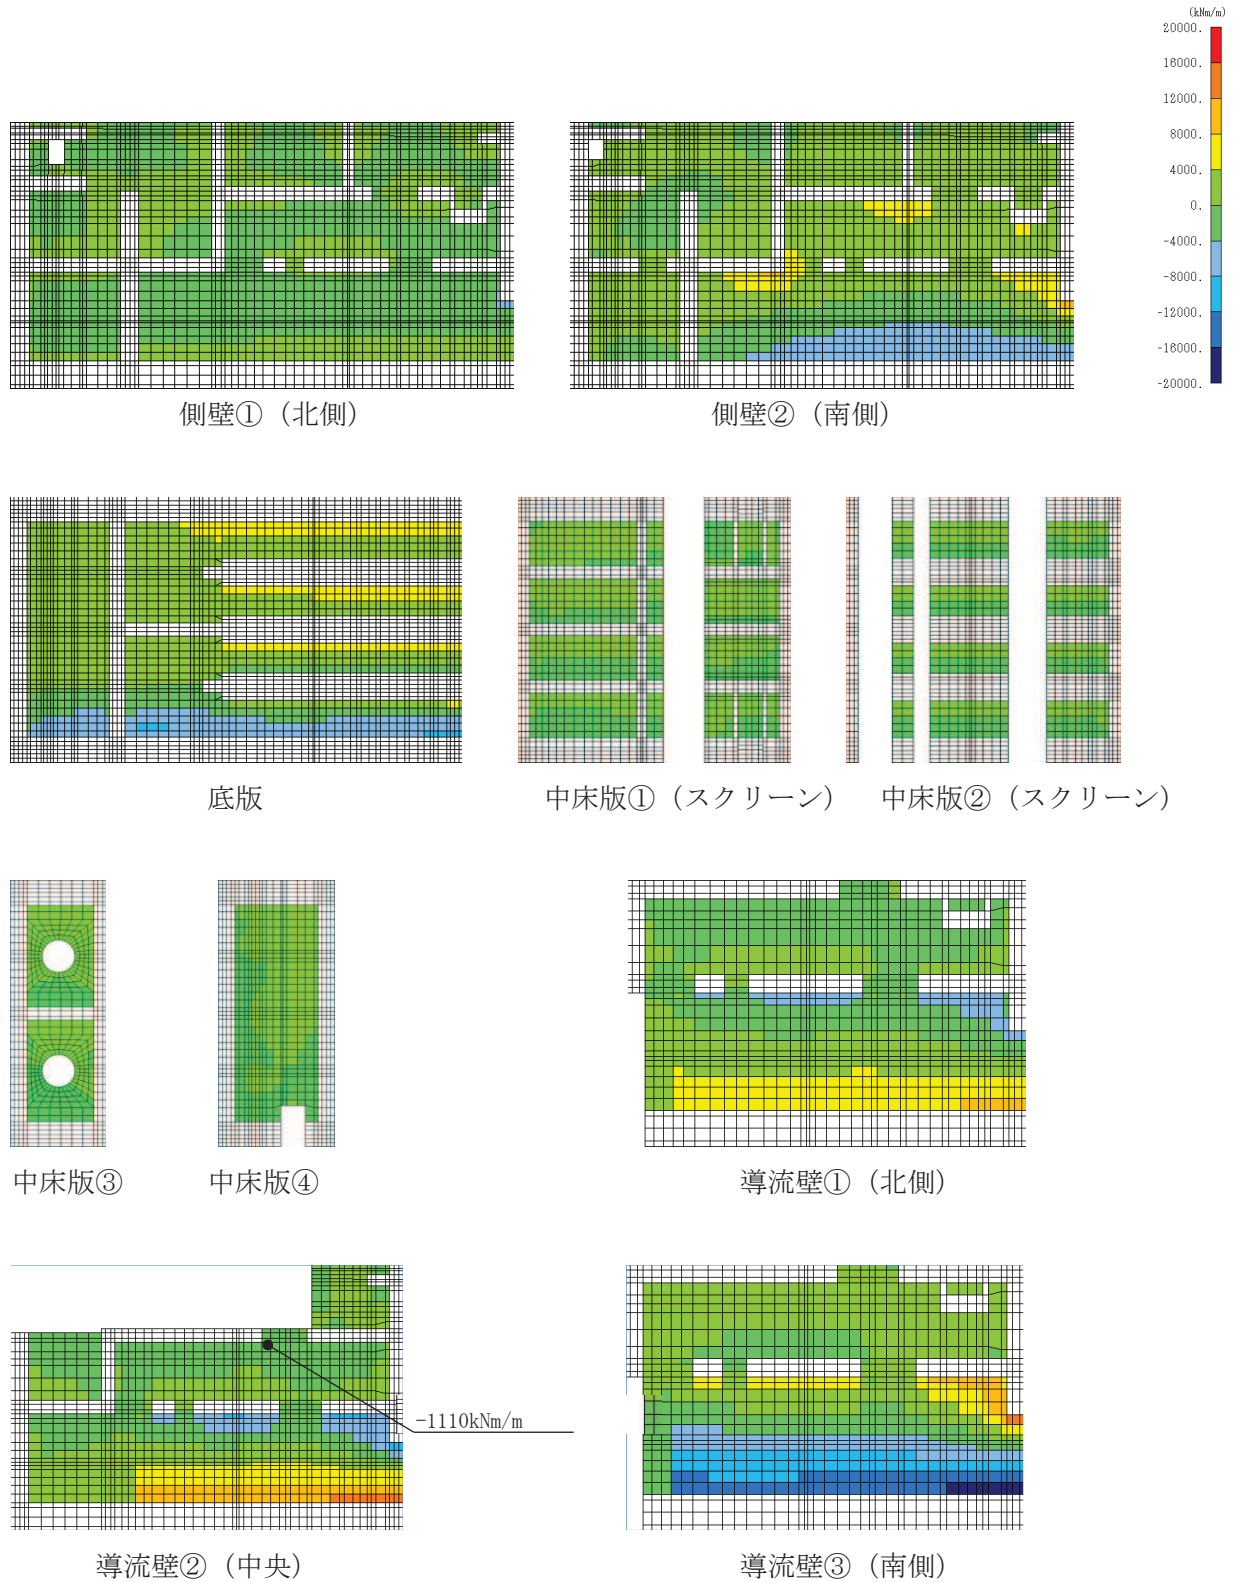 (kNm/m)
20000.
16000.
12000.
8000.
4000.
0.
-4000.
-8000.
-12000.
-16000.
-20000.
側壁①（北側）
側壁②（南側）
底版
中床版①（スクリーン）
中床版②（スクリーン）
中床版③
中床版④
導流壁①（北側）
-1110kNm/m
導流壁②（中央）
導流壁③（南側）